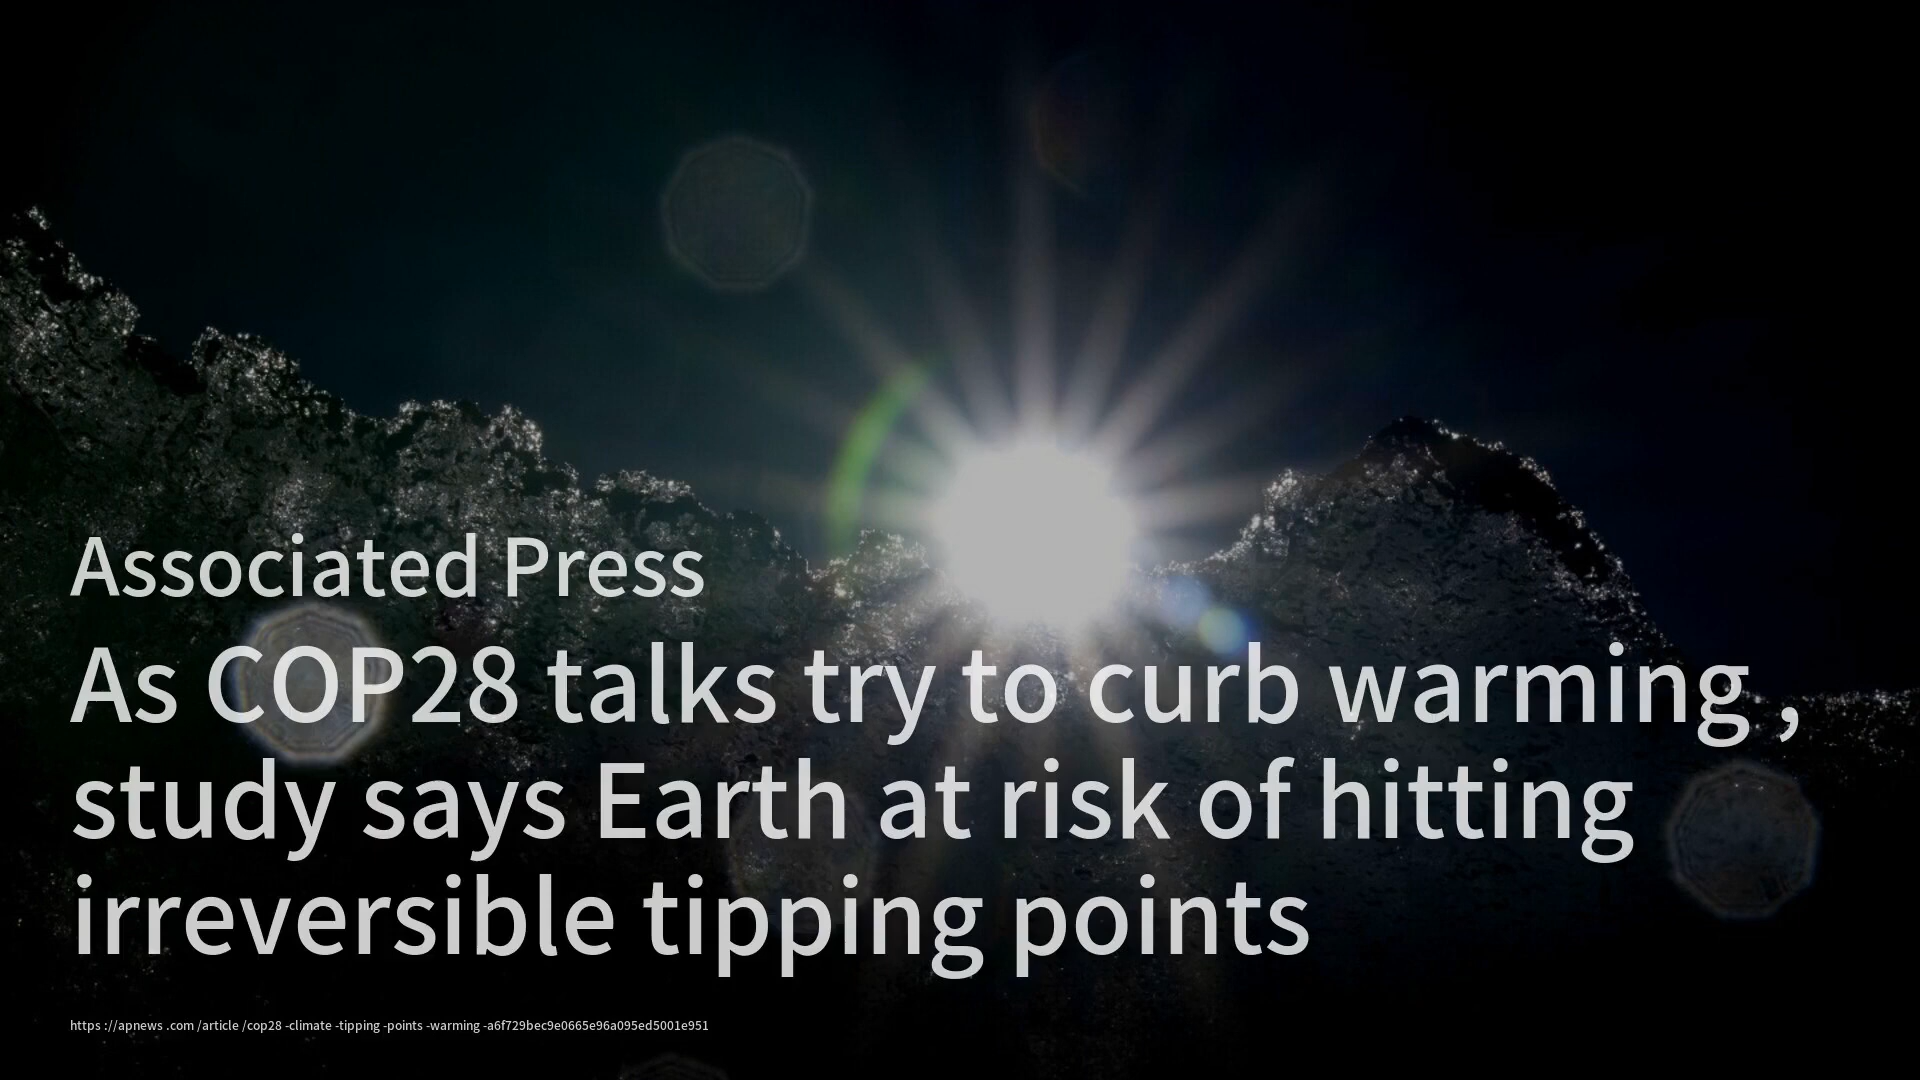 Associated Press
As COP28 talks try to curb warming ,
study says Earth at risk of hitting
irreversible tipping points
https ://apnews .com /article /cop28 -climate -tipping -points -warming -a6f729bec9e0665e96a095ed5001e951